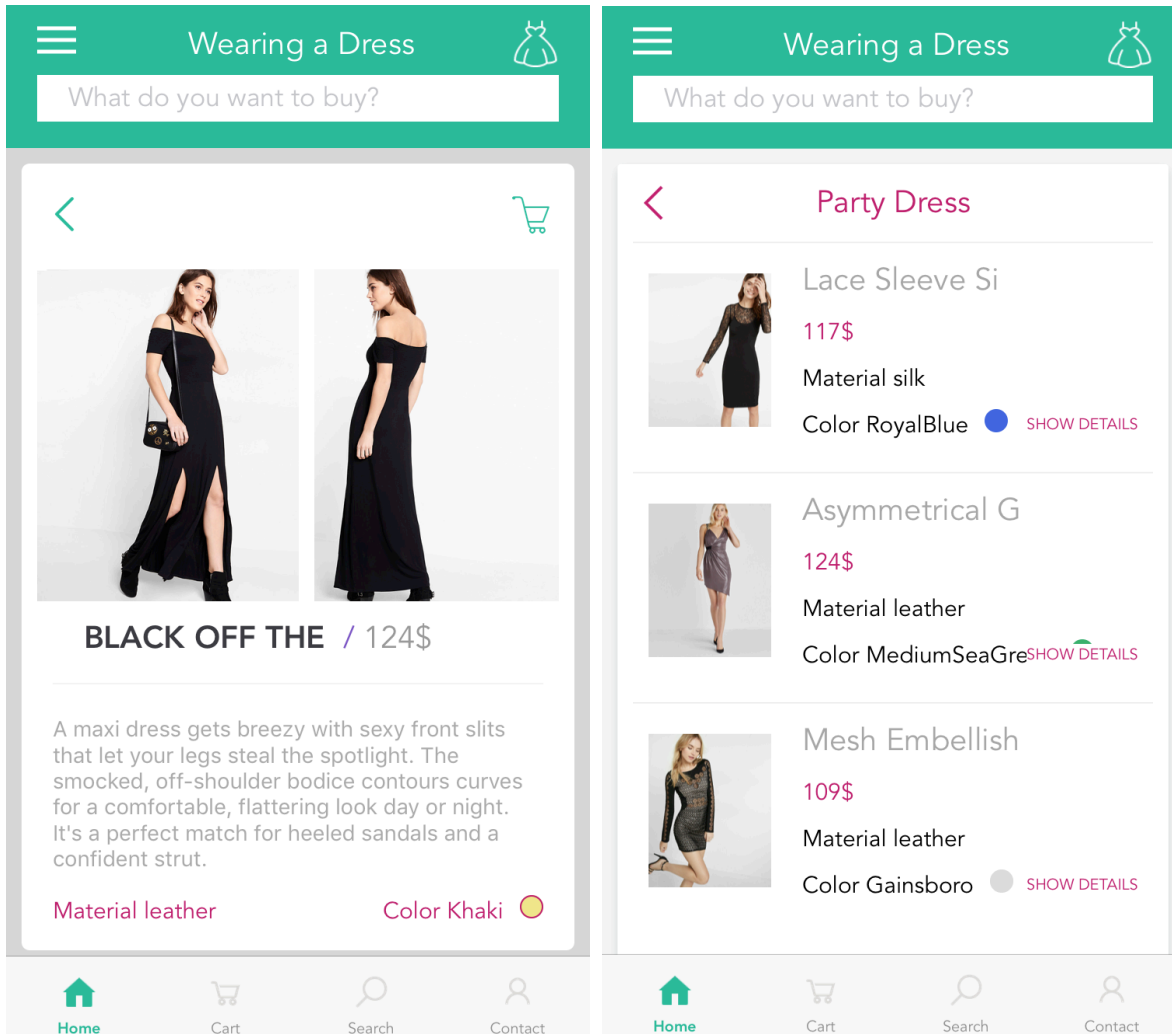 Wearing a Dress
What do you want to buy?
BLACK OFF THE / 124$
A maxi dress gets breezy with sexy front slits
that let your legs steal the spotlight. The
smocked, off-shoulder bodice contours curves
for a comfortable, flattering look day or night.
It's a perfect match for heeled sandals and a
confident strut.
Material leather
Color Khaki
Home
Cart
Search
Contact
Wearing a Dress
What do you want to buy?
Party Dress
Lace Sleeve Si
117$
Material silk
Color RoyalBlue
SHOW DETAILS
Asymmetrical G
124$
Material leather
Color MediumSeaGre
SHOW DETAILS
Mesh Embellish
109$
Material leather
Color Gainsboro
SHOW DETAILS
Home
Cart
Search
Contact